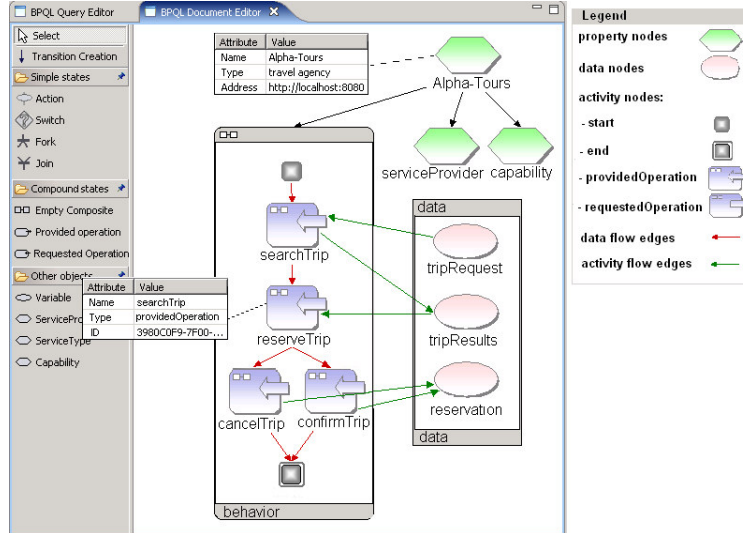 BPQL Query Editor
BPQL Document Editor
Select
Transition Creation
Simple states
Action
Switch
Fork
Join
Compound states
Empty Composite
Provided operation
Requested Operation
Other objects
Variable
ServicePro
ServiceType
Capability
Attribute Value
Name Alpha-Tours
Type travel agency
Address http://localhost:8080
Alpha-Tours
serviceProvider capability
searchTrip
Attribute Value
Name searchTrip
Type providedOperation
ID 3980C0F9-7F00-...
reserveTrip
cancelTrip confirmTrip
behavior
data
tripRequest
tripResults
reservation
data
Legend
property nodes
data nodes
activity nodes:
- start
- end
- providedOperation
- requestedOperation
data flow edges
activity flow edges